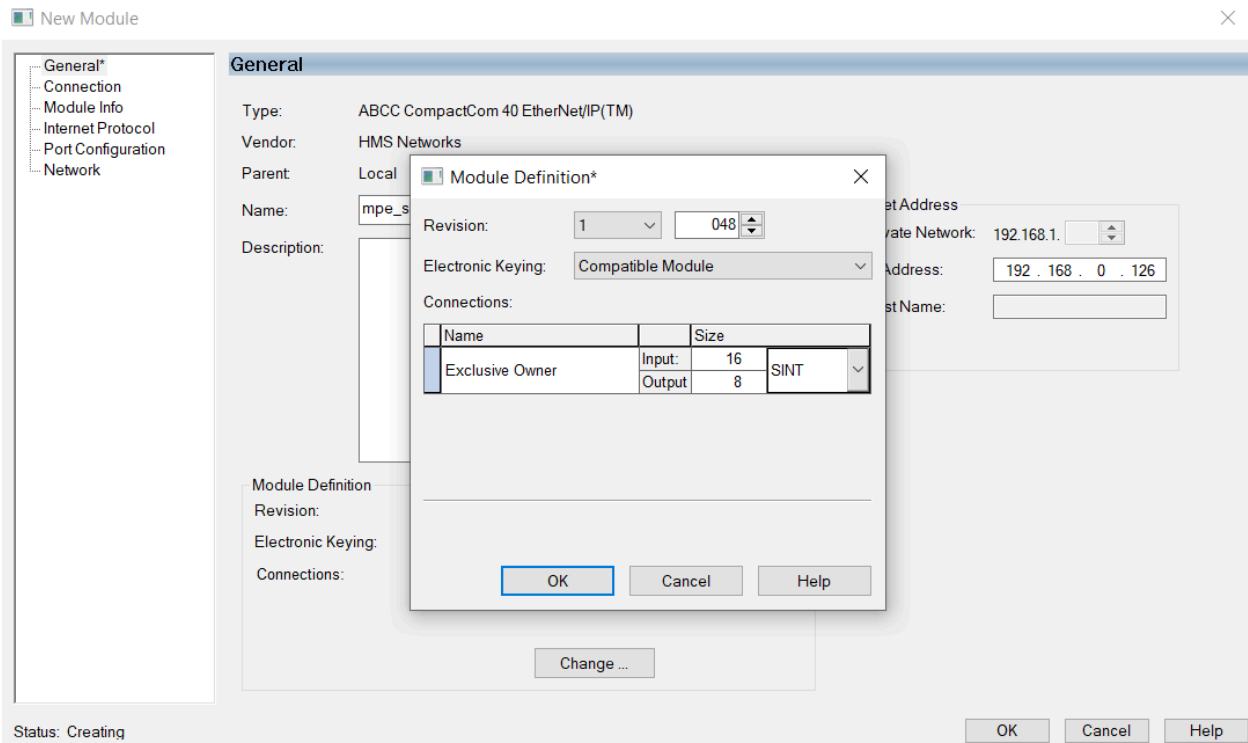 New Module
General*
Connection
Module Info
Internet Protocol
Port Configuration
Network
General
Type: ABCC CompactCom 40 EtherNet/IP(TM)
Vendor: HMS Networks
Parent: Local
Name: mpe_s
Description:
Module Definition
Revision:
Electronic Keying:
Connections:
Change ...
et Address
vate Network: 192.168.1.
Address: 192 . 168 . 0 . 126
st Name:
Module Definition*
Revision: 1 048
Electronic Keying: Compatible Module
Connections:
Name Size
Exclusive Owner Input: 16 SINT
Output 8
OK Cancel Help
Status: Creating
OK Cancel Help